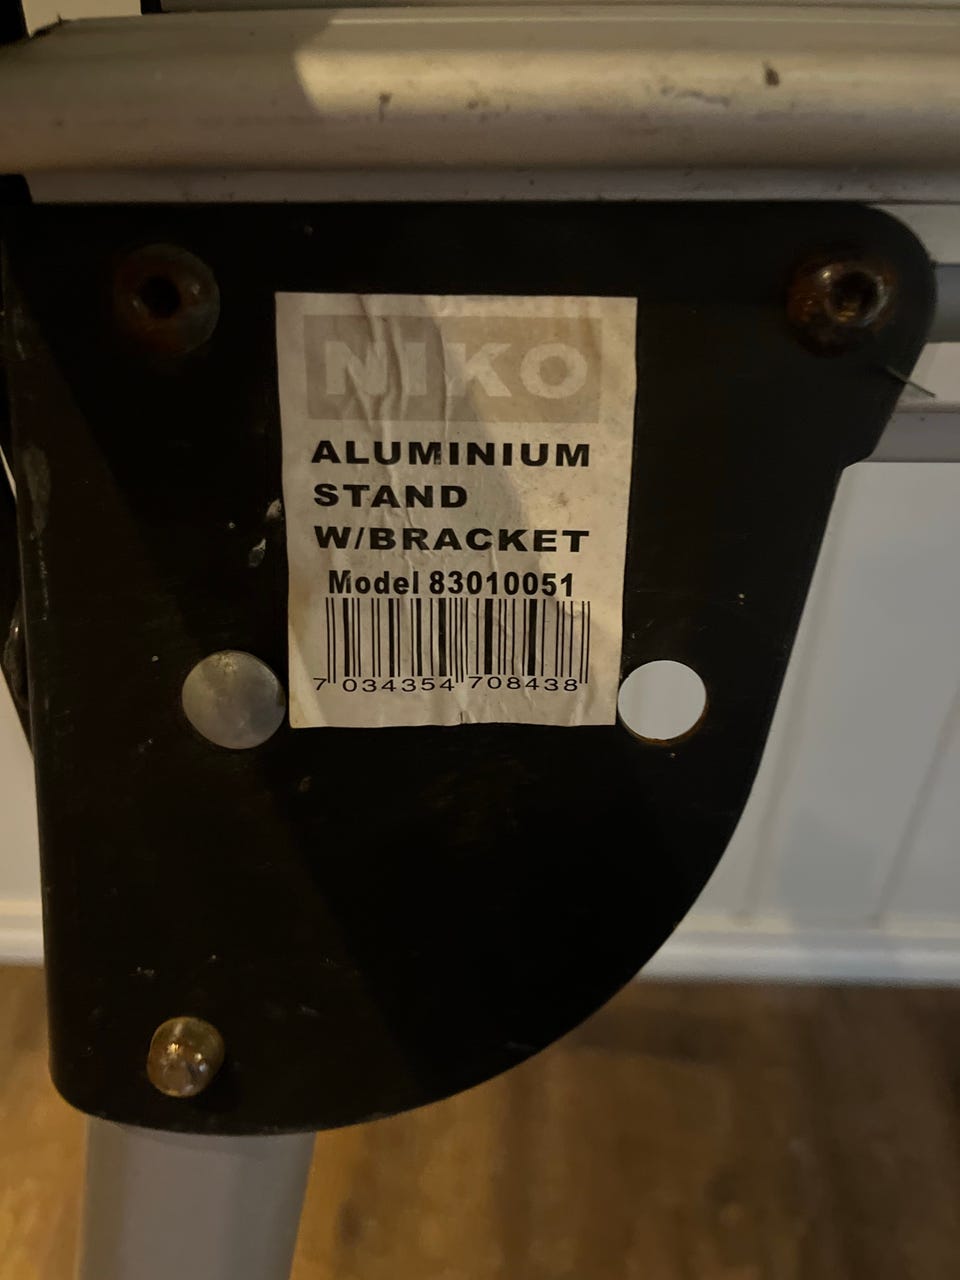 NIKO
ALUMINIUM
STAND
W/BRACKET
Model 83010051
7 034354 708438